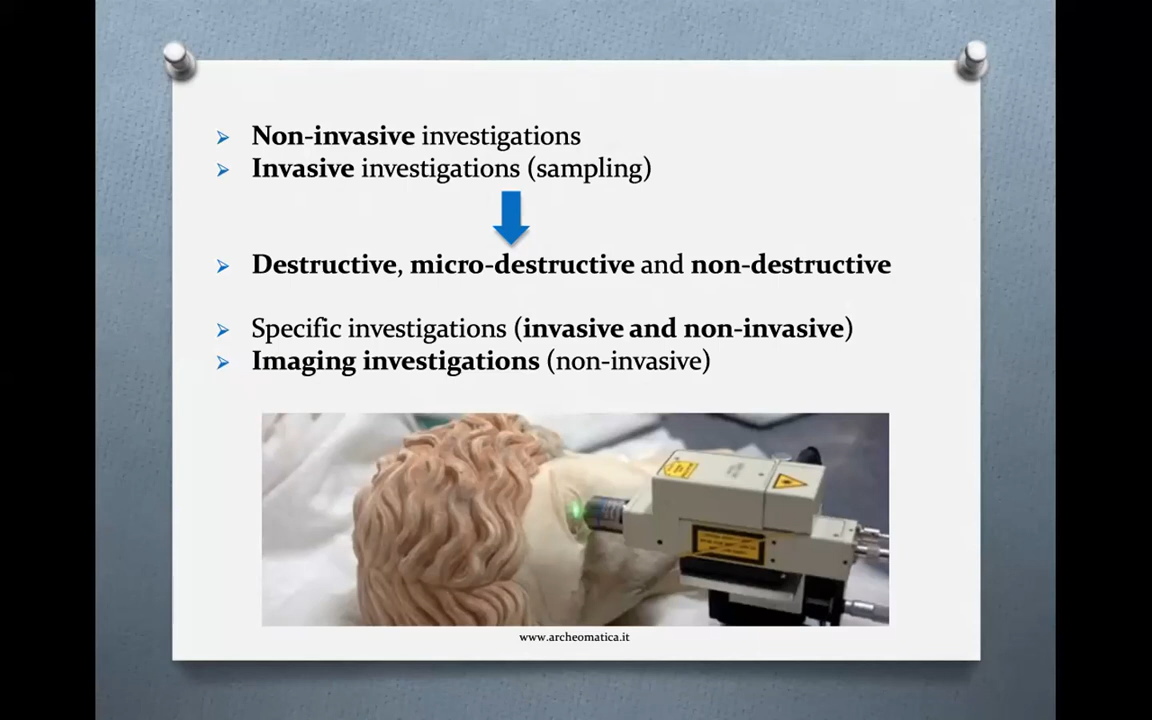 Non-invasive investigations
Invasive investigations (sampling)
Destructive, micro-destructive and non-destructive
Specific investigations (invasive and non-invasive)
Imaging investigations (non-invasive)
www.archeomatica.it